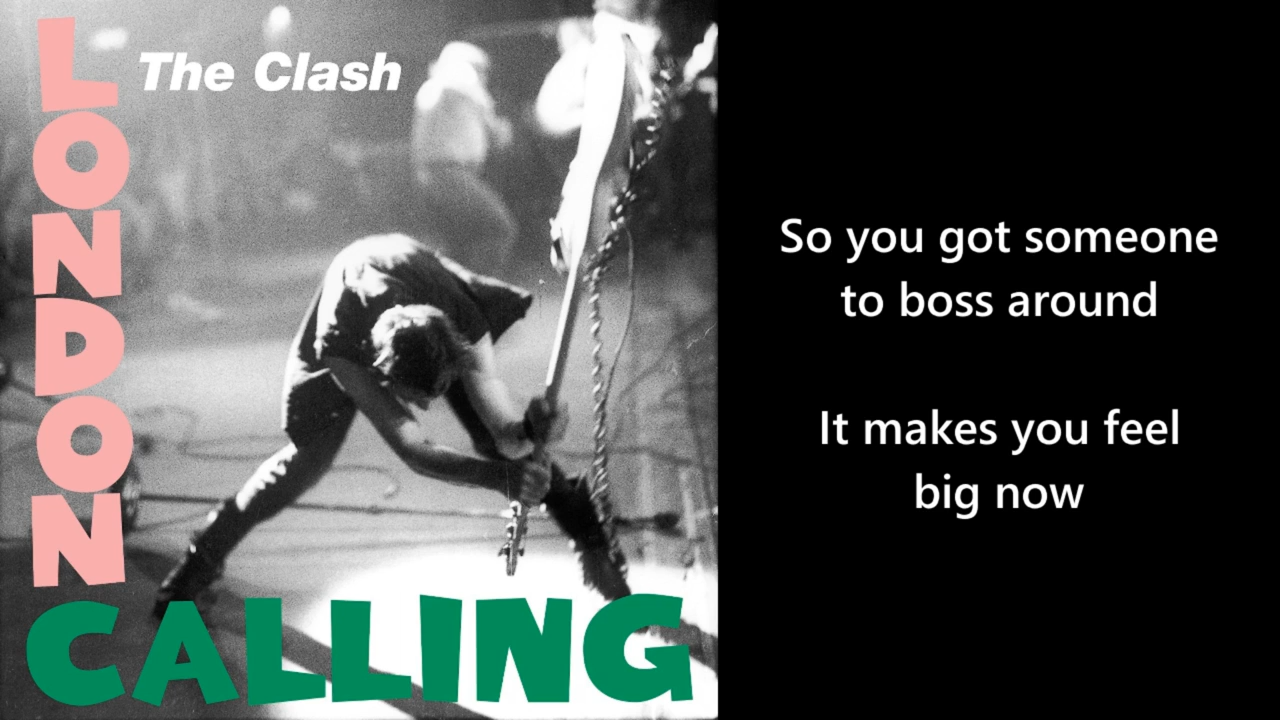 The Clash
LONDON
CALLING
So you got someone
to boss around
It makes you feel
big now